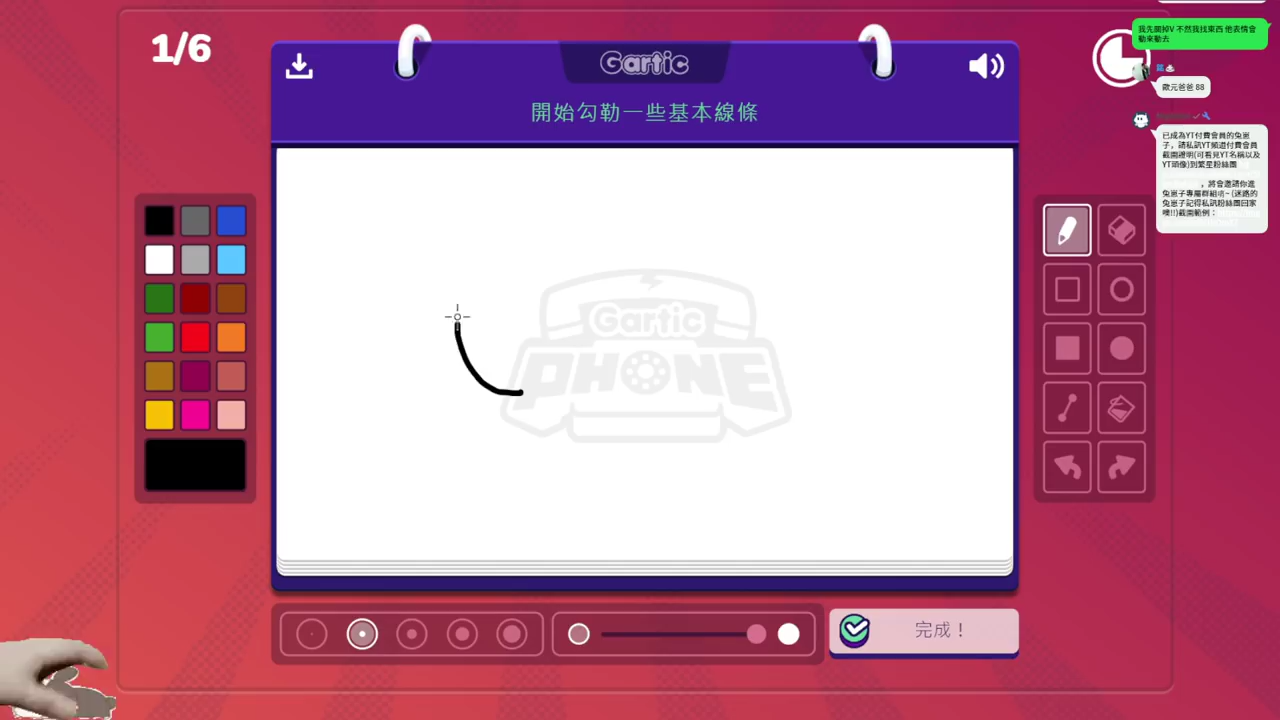 1/6
Gartic
開始勾勒一些基本線條
Gartic
PHONE
完成！
我先關掉V 不然我找東西 他表情會
動來動去
歐元爸爸 88
已成為YT付費會員的兔崽
子，請私訊YT頻道付費會員
截圖證明(可看見YT名稱以及
YT頭像)到繁星粉絲團
，將會邀請你進
兔崽子專屬群組唷~(迷路的
兔崽子記得私訊粉絲團回家
噢!!)截圖範例：